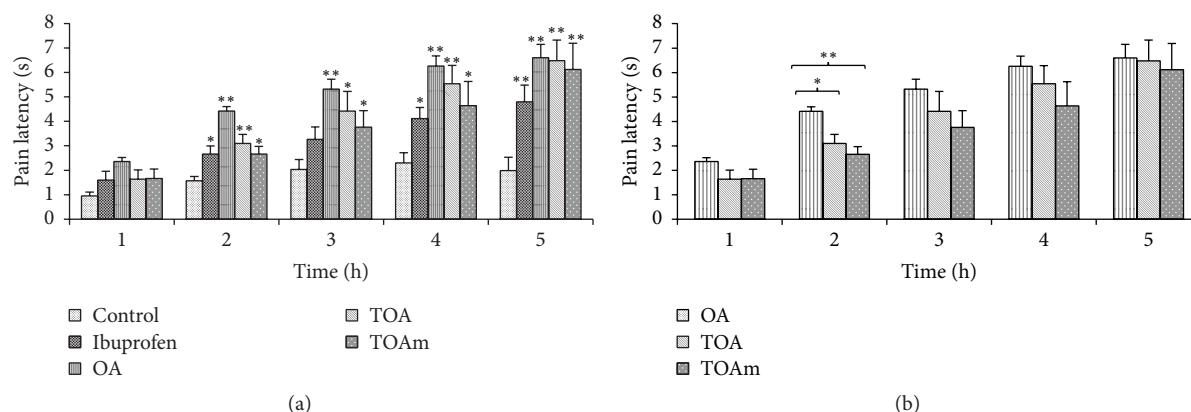 8
7
6
5
4
3
2
1
0
Pain latency (s)
* ** ** *
** * *
* ** ** *
** ** ** **
1 2 3 4 5
Time (h)
Control
Ibuprofen
OA
TOA
TOAm
(a)
8
7
6
5
4
3
2
1
0
Pain latency (s)
**
*
1 2 3 4 5
Time (h)
OA
TOA
TOAm
(b)